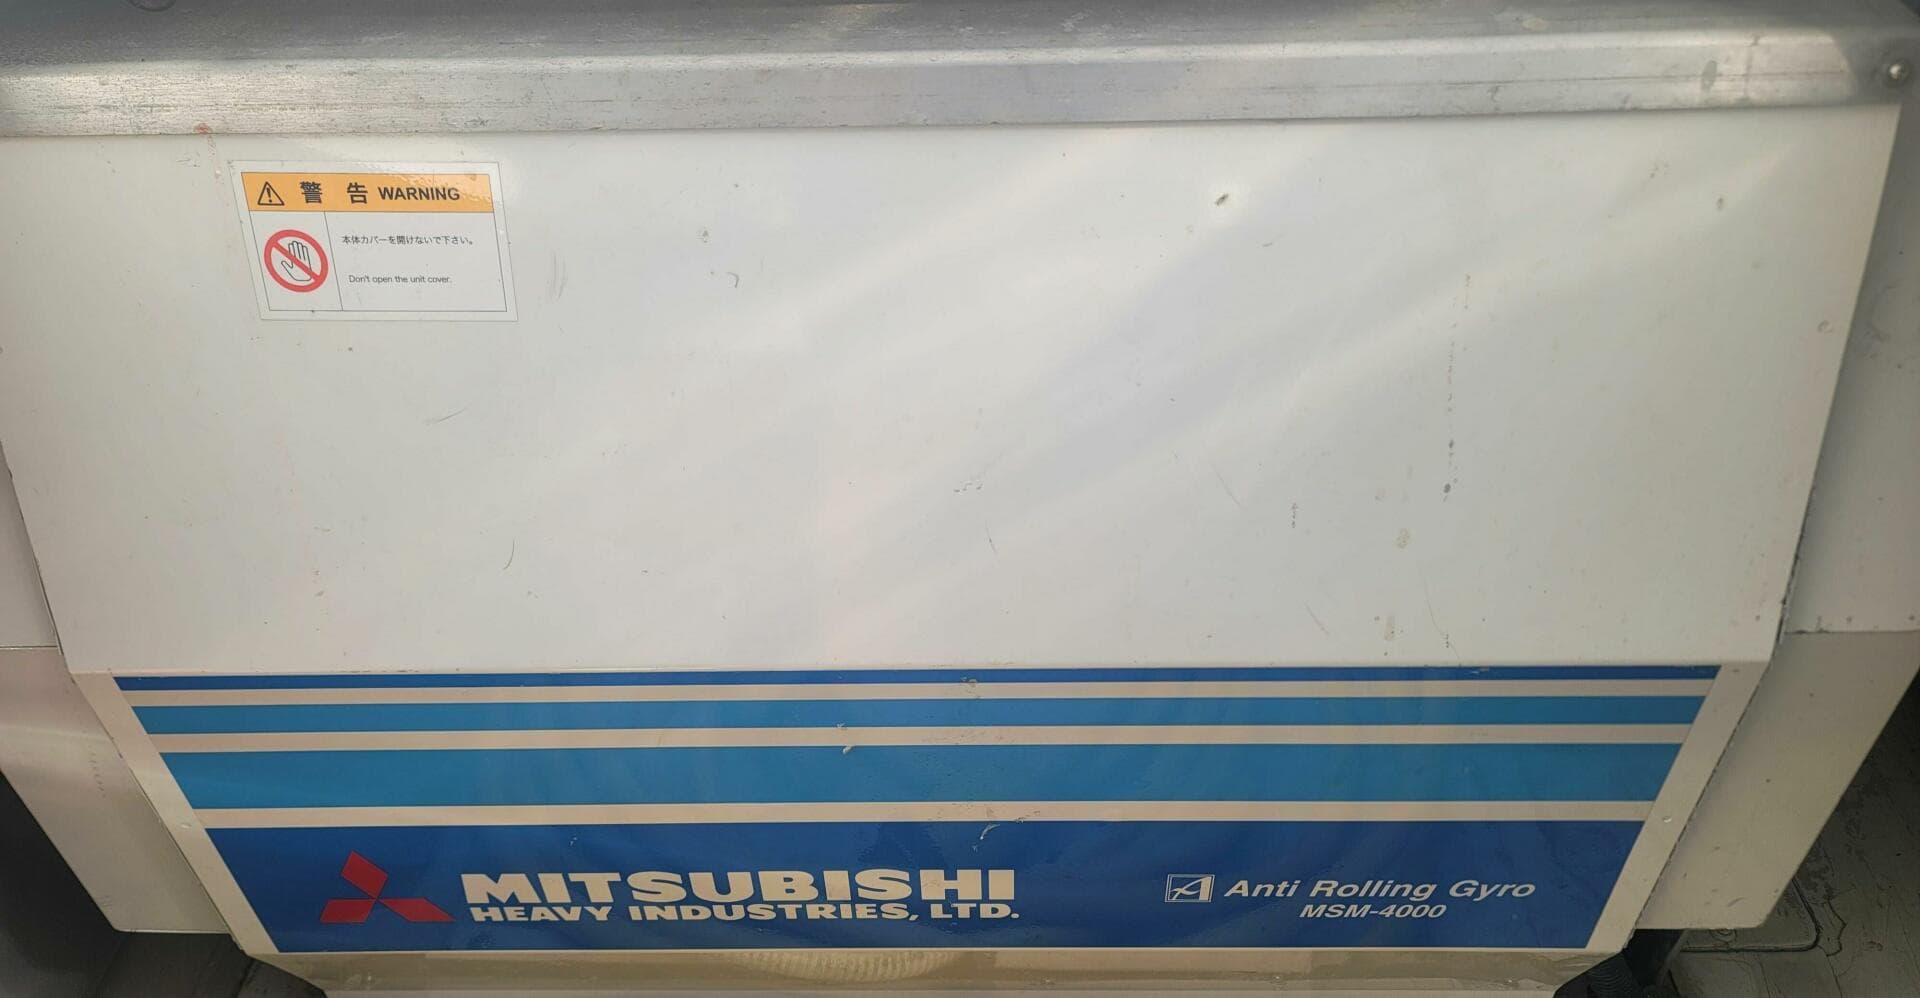 警告 WARNING
本体カバーを開けないで下さい。
Don't open the unit cover.
MITSUBISHI
HEAVY INDUSTRIES, LTD.
A Anti Rolling Gyro
MSM-4000